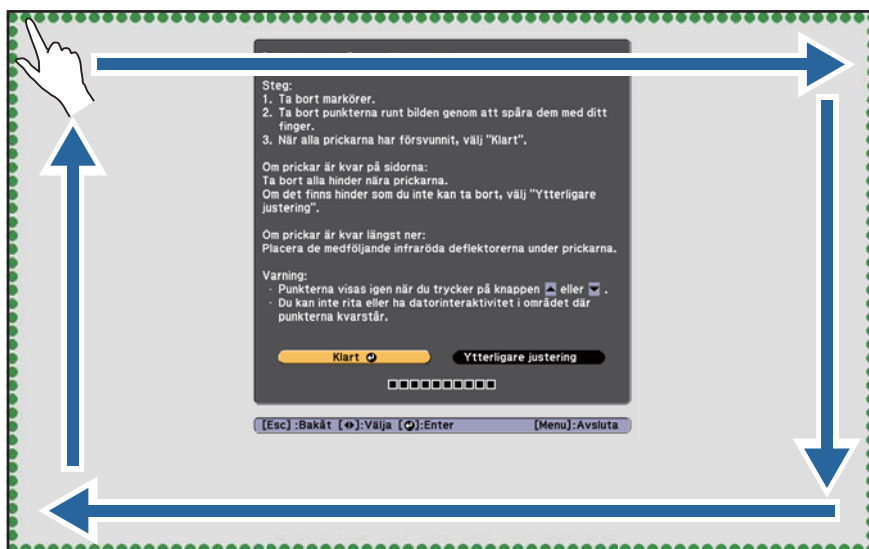 Steg:
1. Ta bort markörer.
2. Ta bort punkterna runt bilden genom att spåra dem med ditt
finger.
3. När alla prickarna har försvunnit, välj "Klart".
Om prickar är kvar på sidorna:
Ta bort alla hinder nära prickarna.
Om det finns hinder som du inte kan ta bort, välj "Ytterligare
justering".
Om prickar är kvar längst ner:
Placera de medföljande infraröda deflektorerna under prickarna.
Varning:
· Punkterna visas igen när du trycker på knappen eller .
· Du kan inte rita eller ha datorinteraktivitet i området där
punkterna kvarstår.
Klart Ytterligare justering
[Esc] :Bakåt [ ]:Välja [ ]:Enter [Menu]:Avsluta